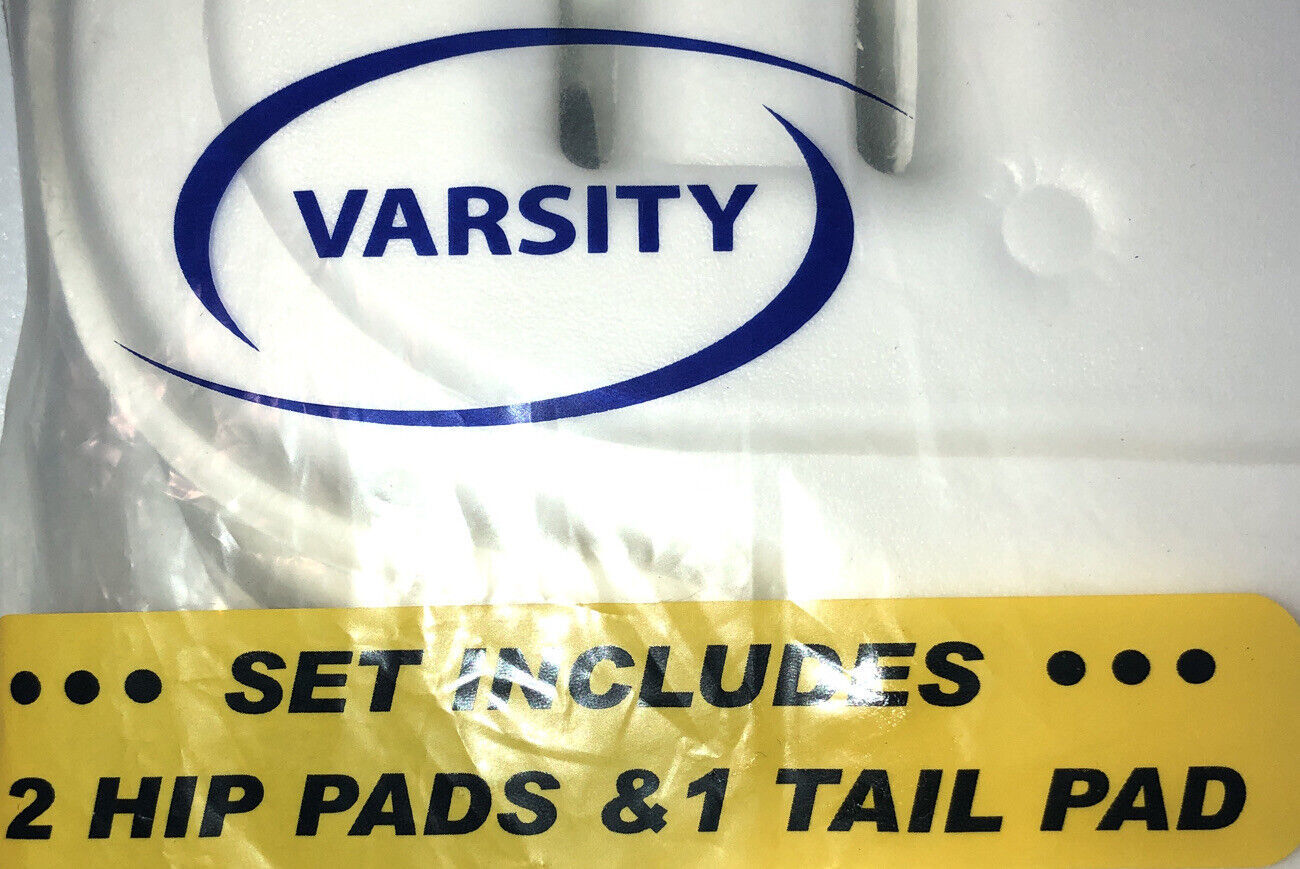 VARSITY
••• SET INCLUDES •••
2 HIP PADS & 1 TAIL PAD